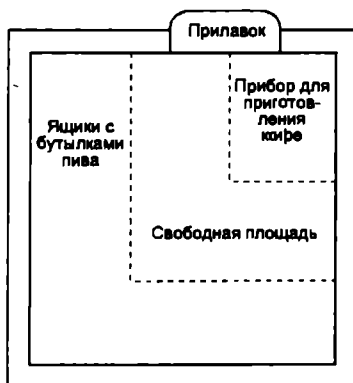 Прилавок
Прибор для
приготов-
ления
кофе
Ящики с
бутылками
пива
Свободная площадь